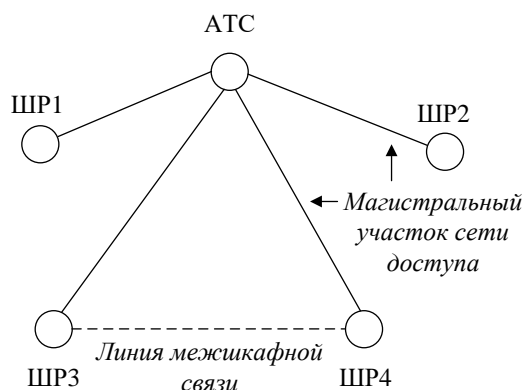 АТС
ШР1
ШР2
Магистральный
участок сети
доступа
Линия межшкафной
связи
ШР3
ШР4